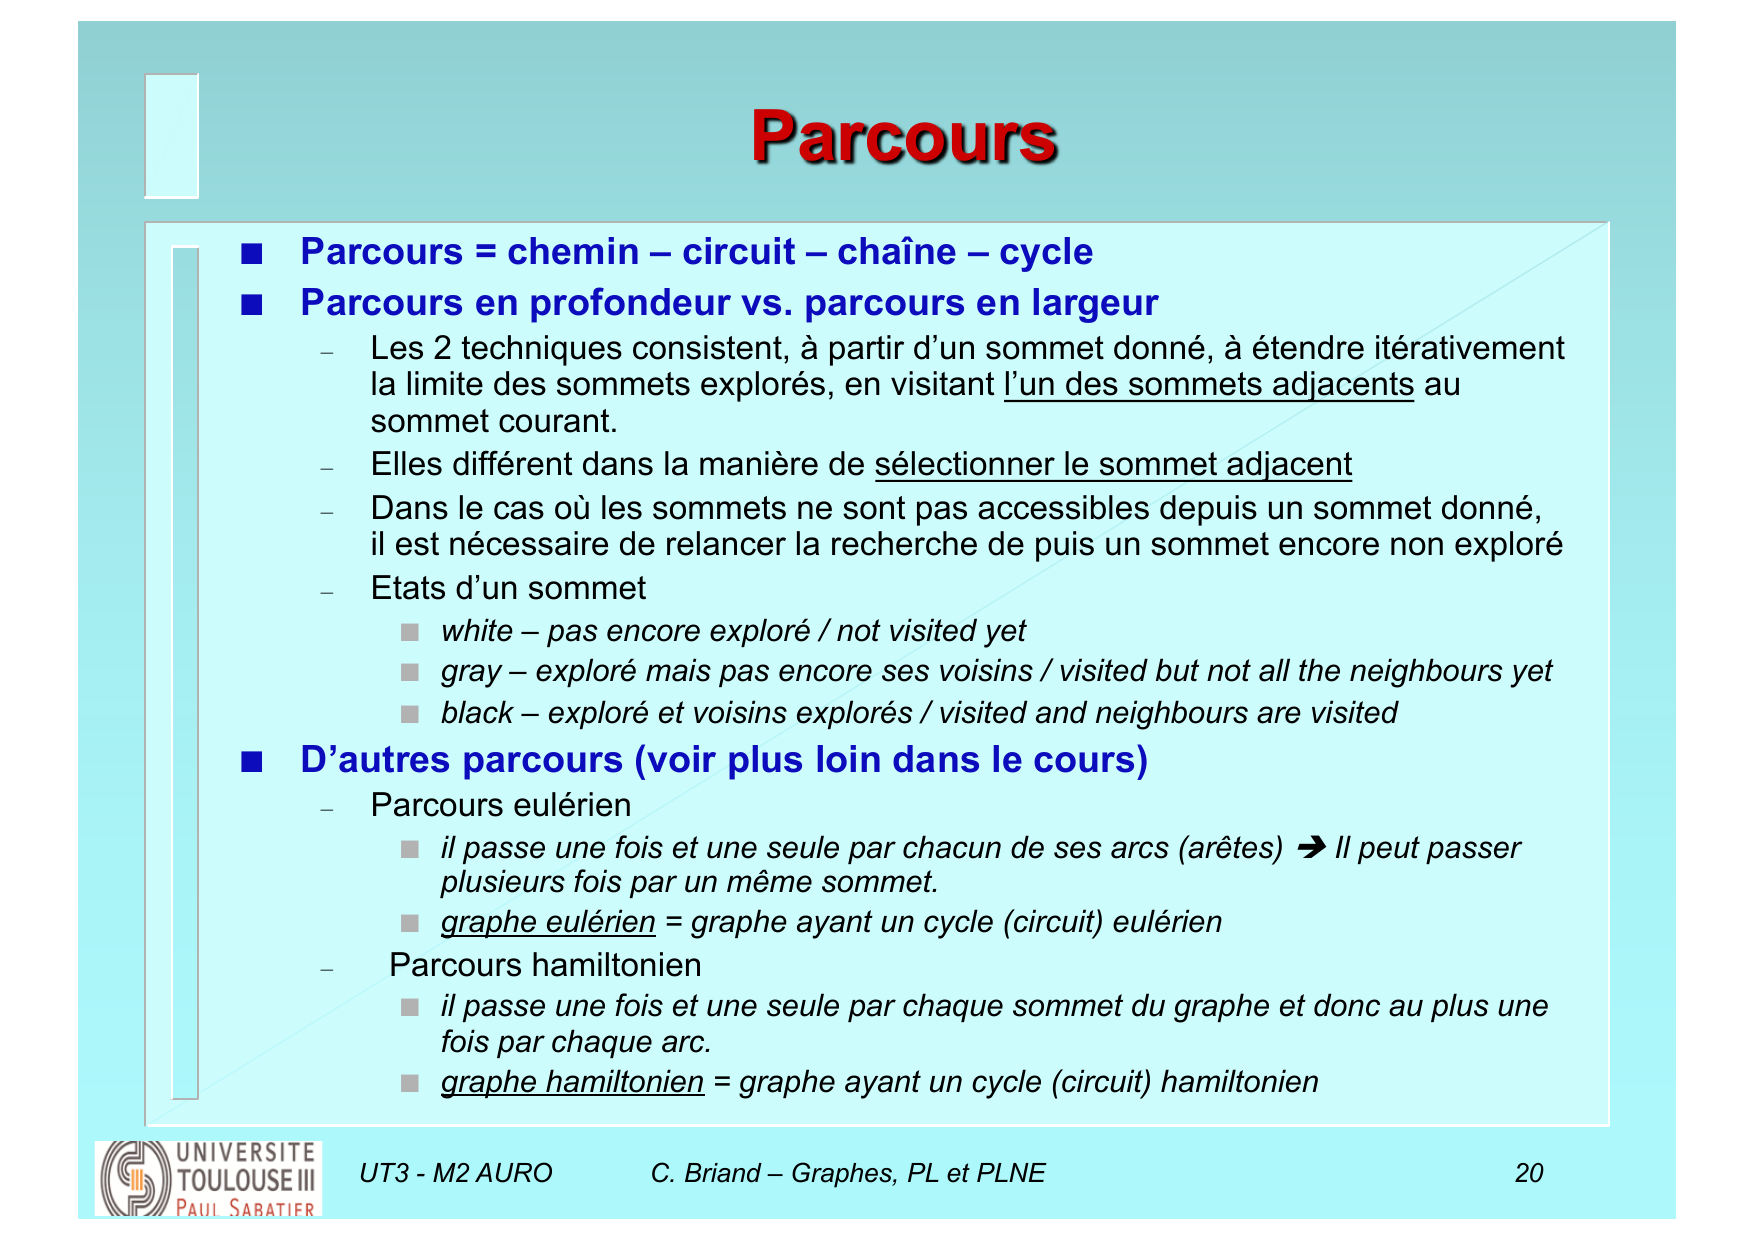 Parcours
■ Parcours = chemin – circuit – chaîne – cycle
■ Parcours en profondeur vs. parcours en largeur
– Les 2 techniques consistent, à partir d’un sommet donné, à étendre itérativement
la limite des sommets explorés, en visitant l’un des sommets adjacents au
sommet courant.
– Elles différent dans la manière de sélectionner le sommet adjacent
– Dans le cas où les sommets ne sont pas accessibles depuis un sommet donné,
il est nécessaire de relancer la recherche de puis un sommet encore non exploré
– Etats d’un sommet
■ white – pas encore exploré / not visited yet
■ gray – exploré mais pas encore ses voisins / visited but not all the neighbours yet
■ black – exploré et voisins explorés / visited and neighbours are visited
■ D’autres parcours (voir plus loin dans le cours)
– Parcours eulérien
■ il passe une fois et une seule par chacun de ses arcs (arêtes) ➔ Il peut passer
plusieurs fois par un même sommet.
■ graphe eulérien = graphe ayant un cycle (circuit) eulérien
– Parcours hamiltonien
■ il passe une fois et une seule par chaque sommet du graphe et donc au plus une
fois par chaque arc.
■ graphe hamiltonien = graphe ayant un cycle (circuit) hamiltonien
UNIVERSITE
TOULOUSE III
PAUL SABATIER
UT3 - M2 AURO C. Briand – Graphes, PL et PLNE 20